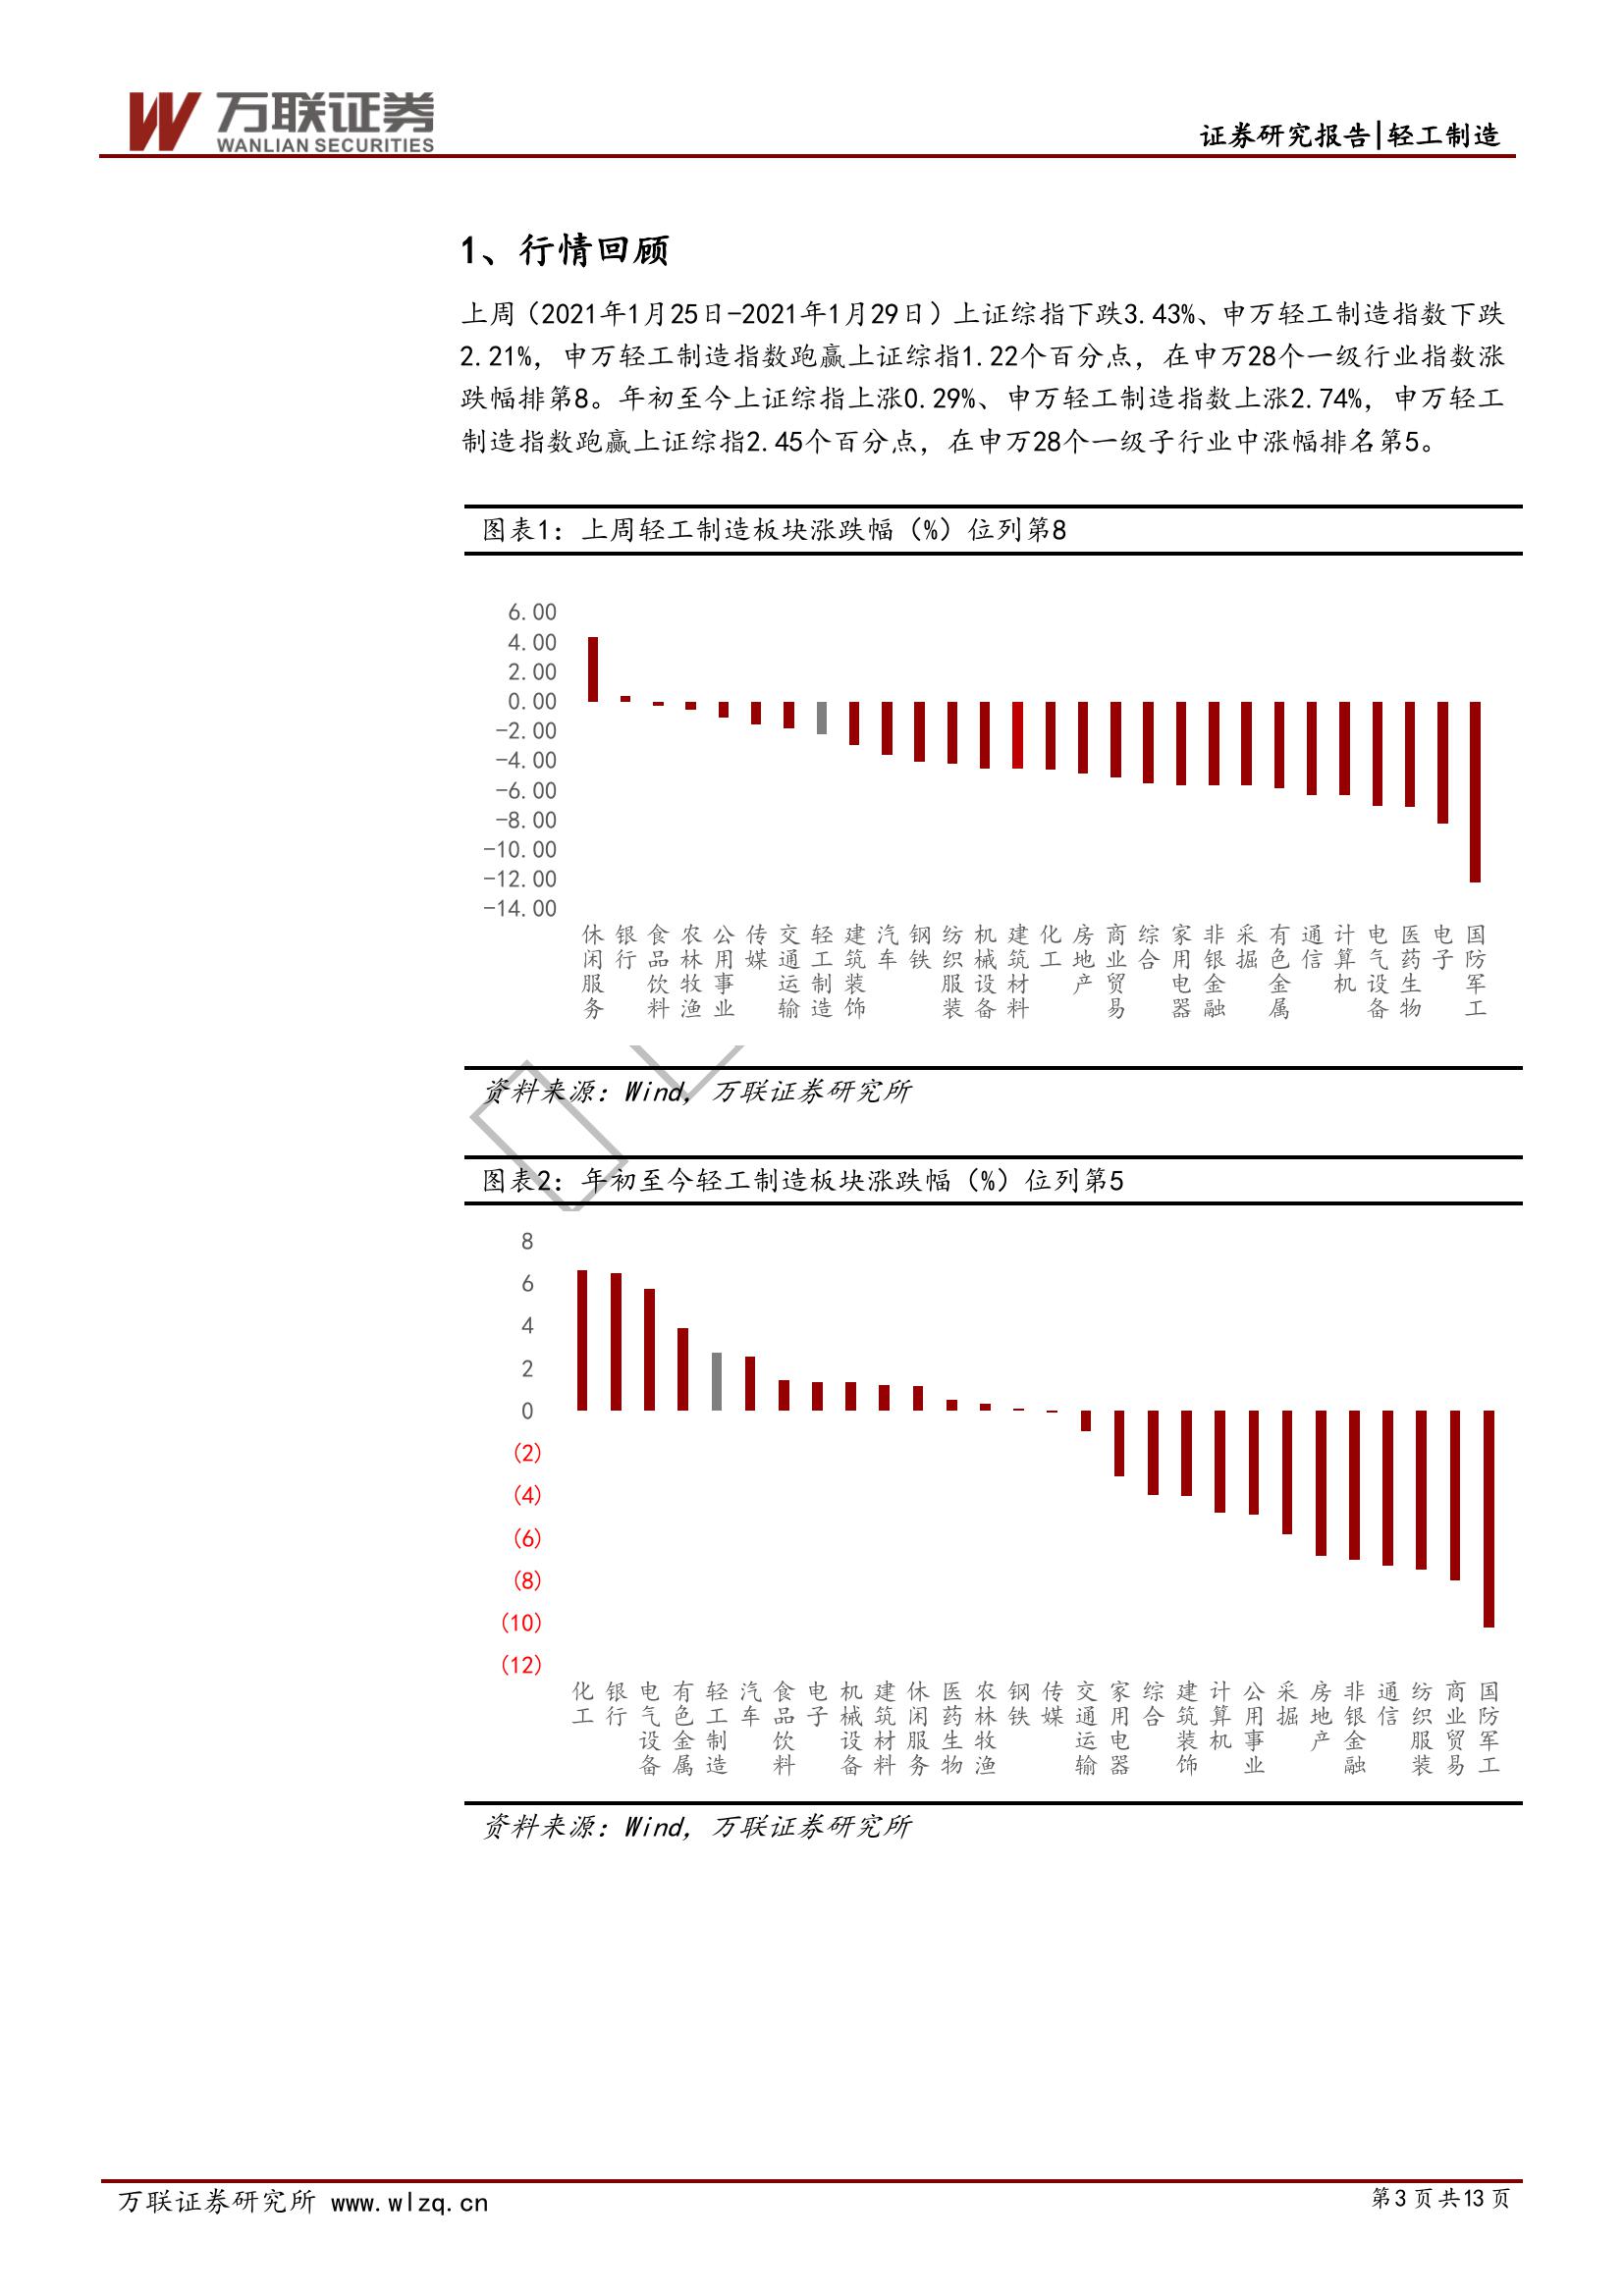 万联证券
WANLIAN SECURITIES
证券研究报告|轻工制造
1、行情回顾
上周（2021年1月25日-2021年1月29日）上证综指下跌3.43%、申万轻工制造指数下跌
2.21%，申万轻工制造指数跑赢上证综指1.22个百分点，在申万28个一级行业指数涨
跌幅排第8。年初至今上证综指上涨0.29%、申万轻工制造指数上涨2.74%，申万轻工
制造指数跑赢上证综指2.45个百分点，在申万28个一级子行业中涨幅排名第5。
图表1：上周轻工制造板块涨跌幅（%）位列第8
6.00
4.00
2.00
0.00
-2.00
-4.00
-6.00
-8.00
-10.00
-12.00
-14.00
休闲服务
银行
食品饮料
农林牧渔
公用事业
传媒
交通运输
轻工制造
建筑装饰
汽车
钢铁
纺织服装
机械设备
建筑材料
化工
房地产
商业贸易
综合
家用电器
非银金融
采掘
有色金属
通信
计算机
电气设备
医药生物
电子
国防军工
资料来源：Wind，万联证券研究所
图表2：年初至今轻工制造板块涨跌幅（%）位列第5
8
6
4
2
0
(2)
(4)
(6)
(8)
(10)
(12)
化工
银行
电气设备
有色金属
轻工制造
汽车
食品饮料
电子
机械设备
建筑材料
休闲服务
医药生物
农林牧渔
钢铁
传媒
交通运输
家用电器
综合
建筑装饰
计算机
公用事业
采掘
房地产
非银金融
通信
纺织服装
商业贸易
国防军工
资料来源：Wind，万联证券研究所
万联证券研究所 www.wlzq.cn
第3页共13页